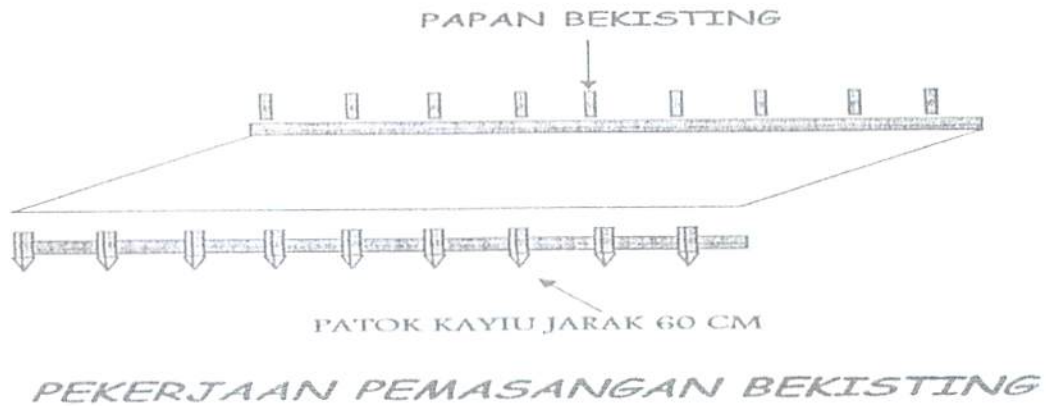 PAPAN BEKISTING
PATOK KAYIU JARAK 60 CM
PEKERJAAN PEMASANGAN BEKISTING